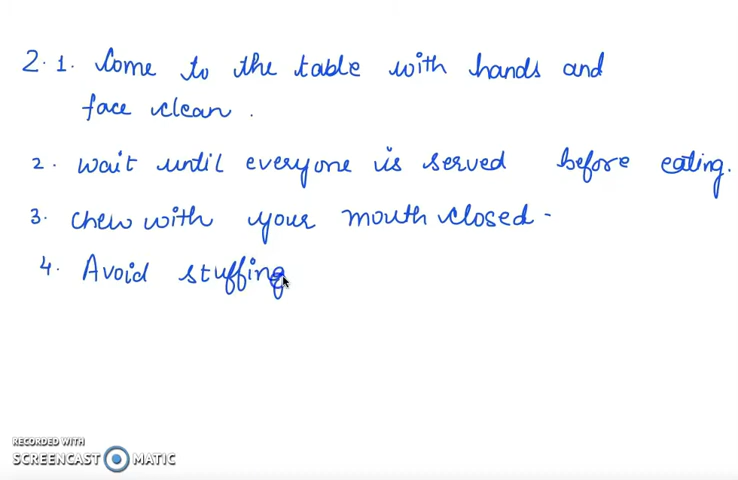 2. 1. Come to the table with hands and
face clean.
2. wait until everyone is served before eating.
3. chew with your mouth closed -
4. Avoid stuffing
RECORDED WITH
SCREENCAST MATIC